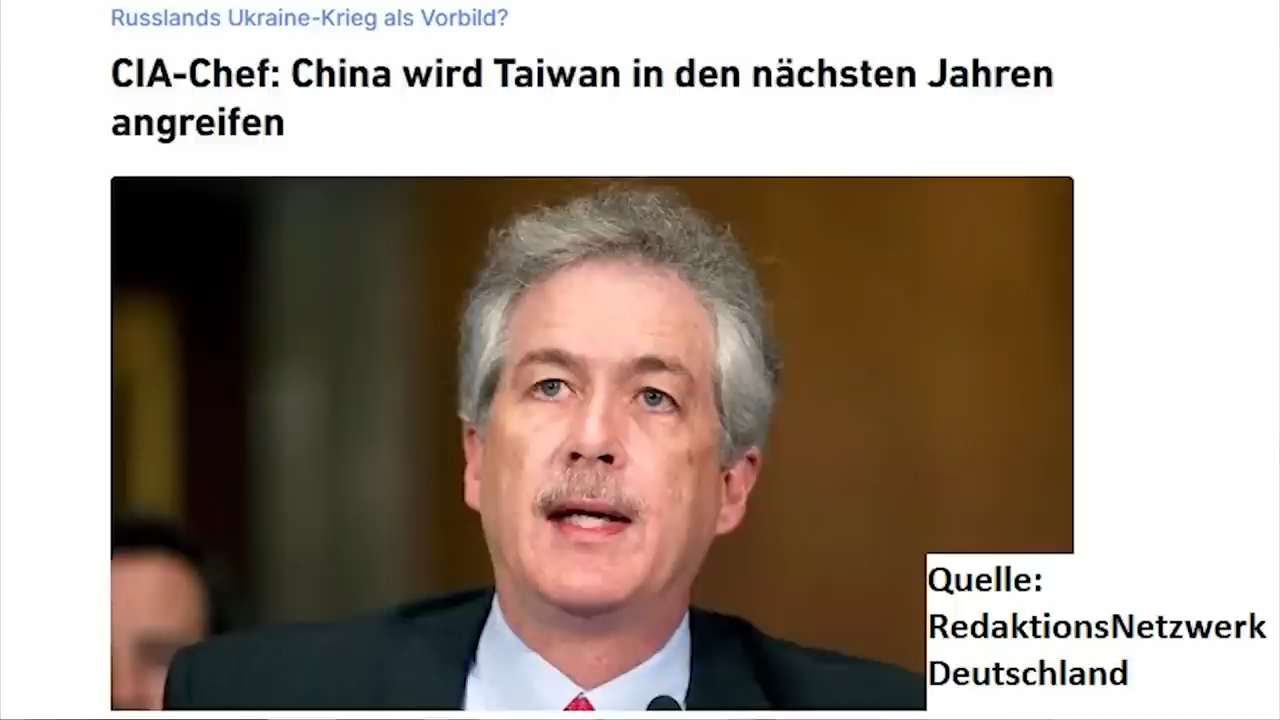 Russlands Ukraine-Krieg als Vorbild?
CIA-Chef: China wird Taiwan in den nächsten Jahren
angreifen
Quelle:
RedaktionsNetzwerk
Deutschland